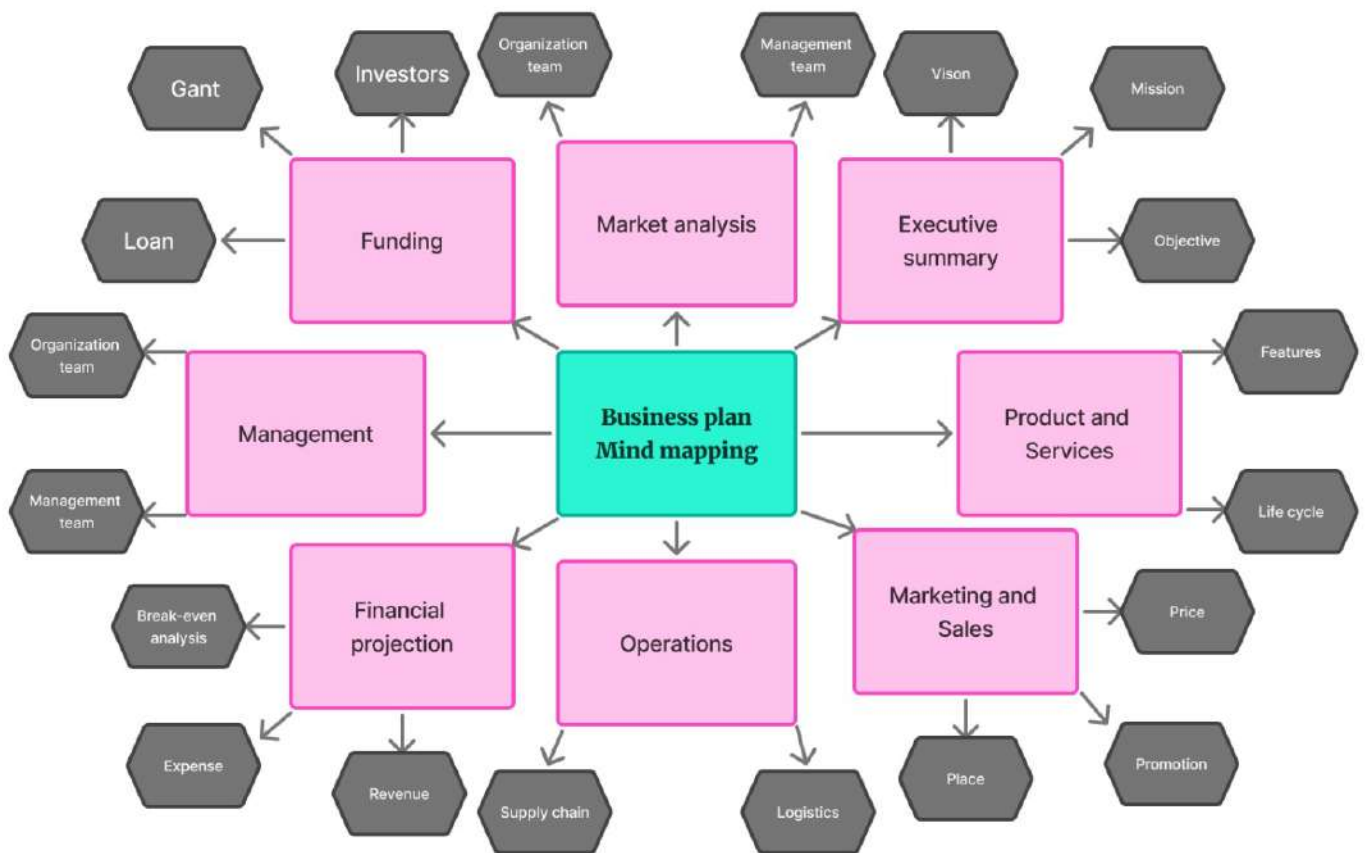 Organization
team
Management
team
Investors
Vison
Gant
Mission
Market analysis
Executive
summary
Loan
Funding
Objective
Organization
team
Features
Business plan
Mind mapping
Management
Product and
Services
Management
team
Life cycle
Break-even
analysis
Financial
projection
Operations
Marketing and
Sales
Price
Expense
Revenue
Supply chain
Logistics
Place
Promotion